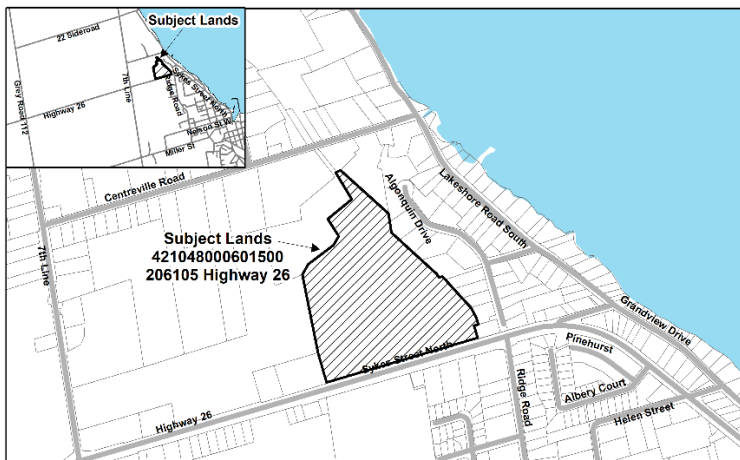 Subject Lands
22 Sideroad
Grey Road 112
7th Line
Sykes Street North
Ridge Road
Highway 26
Nelson St W
Miller St
Centreville Road
Algonquin Drive
Lakeshore Road South
7th Line
Subject Lands
421048000601500
206105 Highway 26
Grandview Drive
Sykes Street North
Pinehurst
Ridge Road
Albery Court
Highway 26
Helen Street